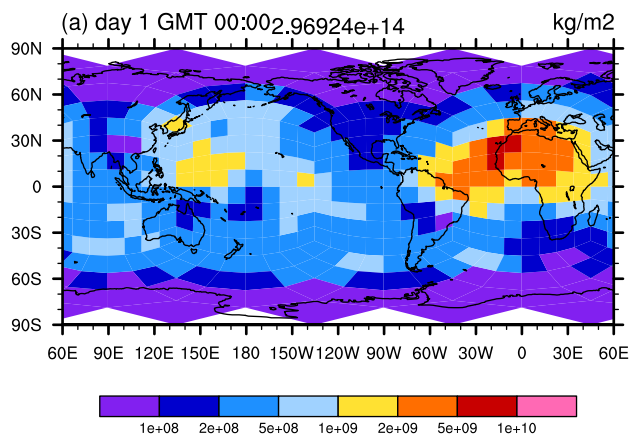 (a) day 1 GMT 00:00 2.96924e+14 kg/m2
90N
60N
30N
0
30S
60S
90S
60E 90E 120E 150E 180 150W 120W 90W 60W 30W 0 30E 60E
1e+08 2e+08 5e+08 1e+09 2e+09 5e+09 1e+10